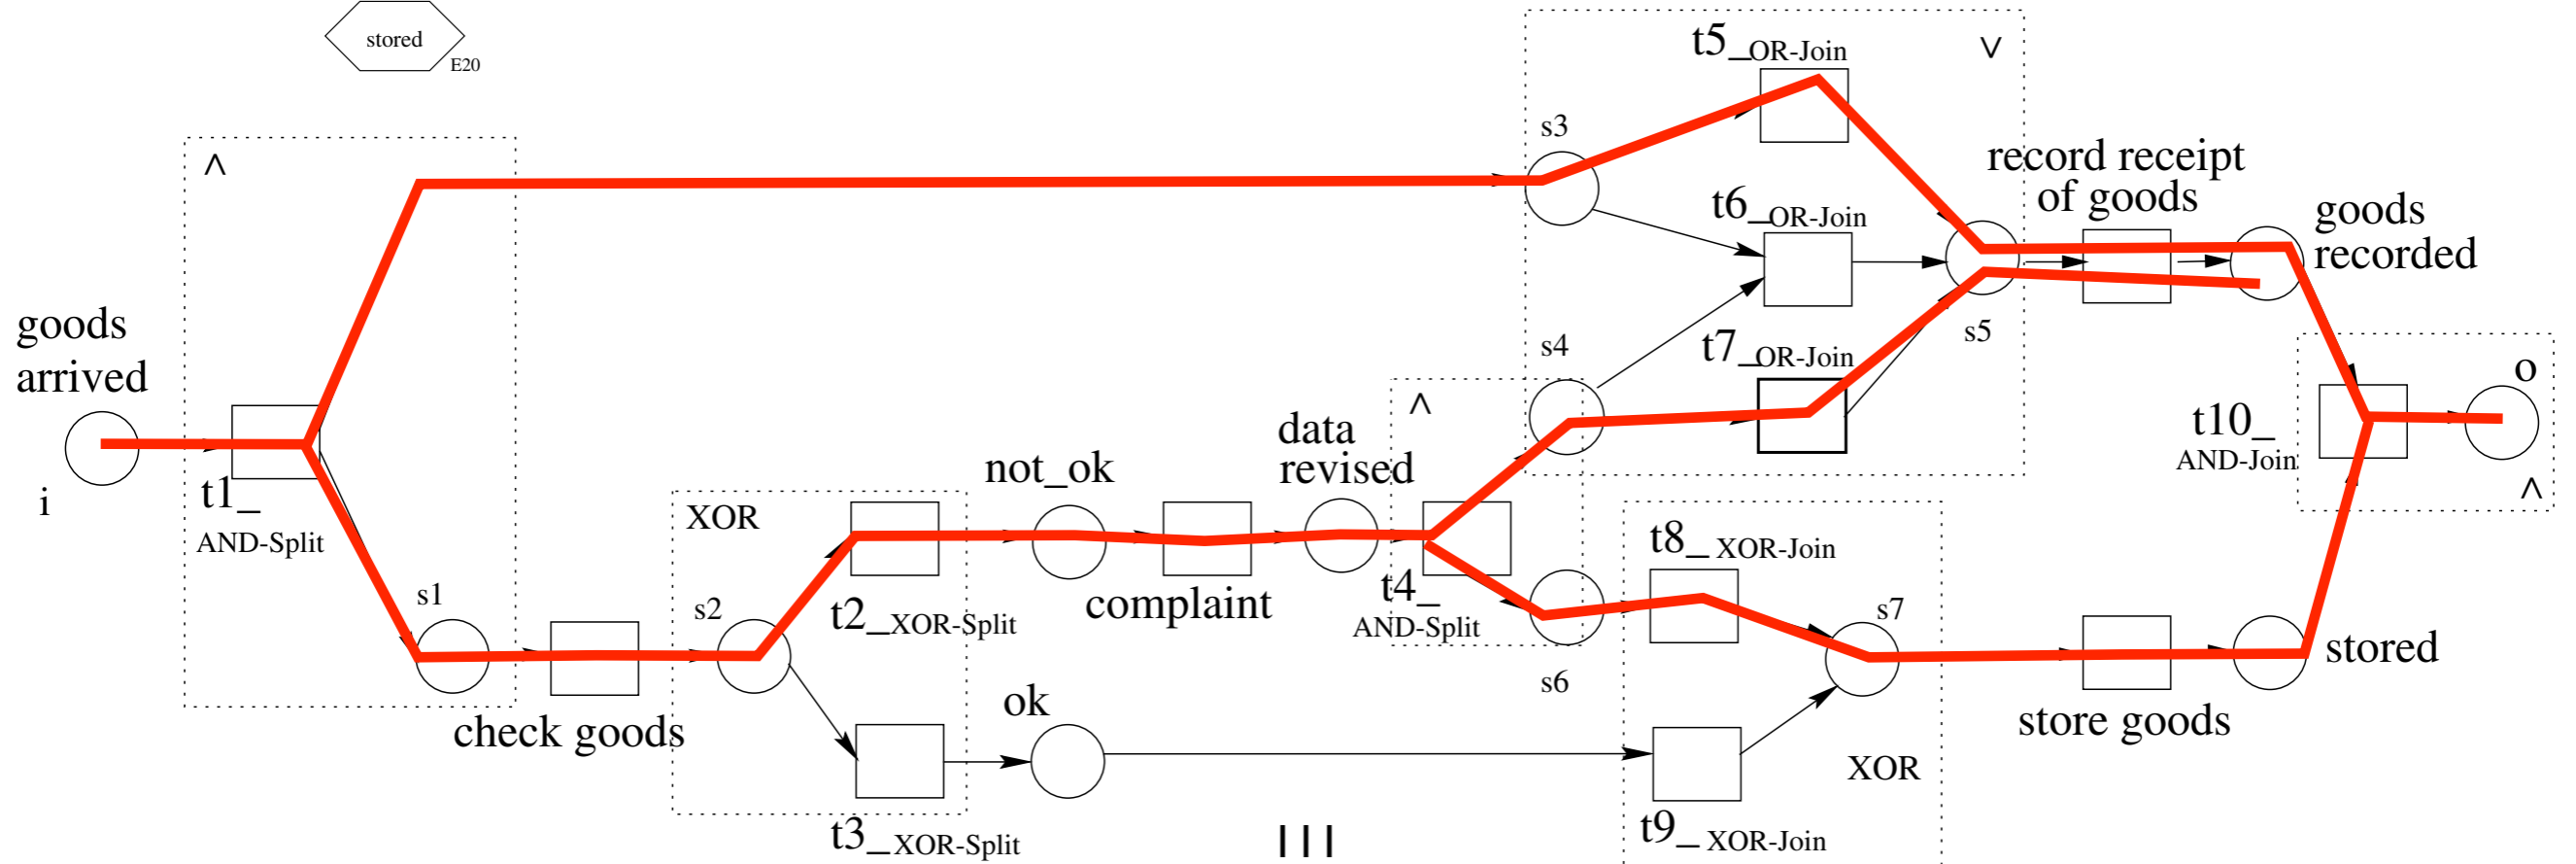 stored
E20
t5_OR-Join
V
s3
^
record receipt
of goods
t6_OR-Join
goods
recorded
goods
arrived
s5
s4
t7_OR-Join
o
^
data
revised
t10_
AND-Join
not_ok
i
t1_
AND-Split
XOR
^
t8_ XOR-Join
complaint
t4_
AND-Split
s1
s2
t2_XOR-Split
s7
stored
s6
ok
check goods
store goods
XOR
t3_XOR-Split
III
t9_ XOR-Join